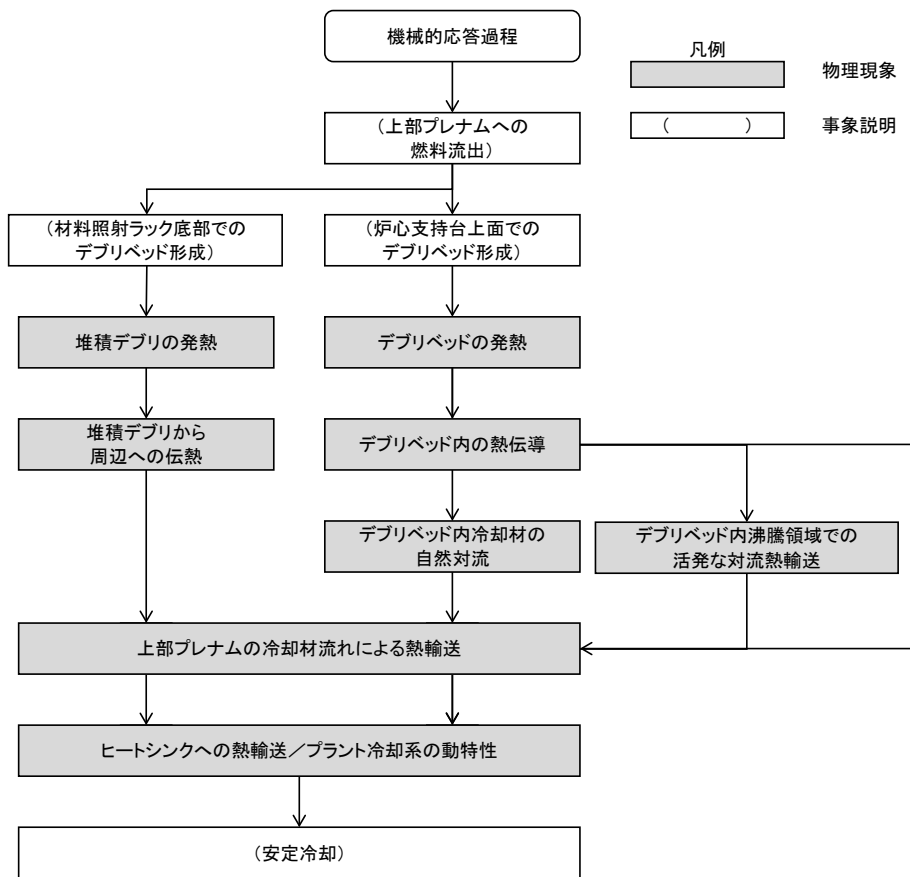 機械的応答過程
凡例
物理現象
(上部プレナムへの
燃料流出)
( )
事象説明
(材料照射ラック底部での
デブリベッド形成)
(炉心支持台上面での
デブリベッド形成)
堆積デブリの発熱
デブリベッドの発熱
堆積デブリから
周辺への伝熱
デブリベッド内の熱伝導
デブリベッド内冷却材の
自然対流
デブリベッド内沸騰領域での
活発な対流熱輸送
上部プレナムの冷却材流れによる熱輸送
ヒートシンクへの熱輸送／プラント冷却系の動特性
(安定冷却)